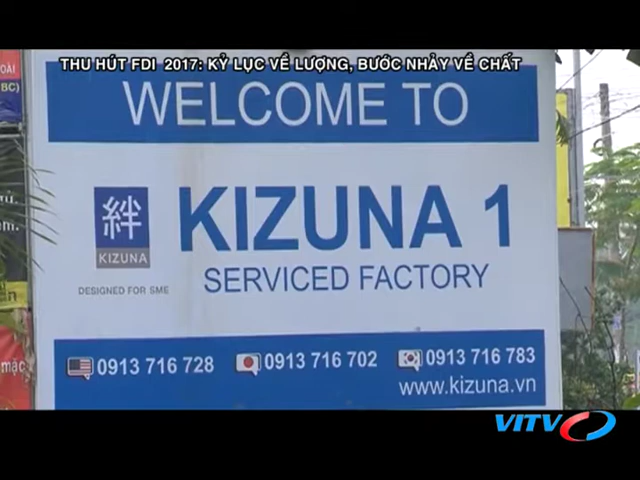 THU HÚT FDI 2017: KỶ LỤC VỀ LƯỢNG, BƯỚC NHẢY VỀ CHẤT
WELCOME TO
絆
KIZUNA
KIZUNA 1
DESIGNED FOR SME
SERVICED FACTORY
0913 716 728
0913 716 702
0913 716 783
www.kizuna.vn
VITV